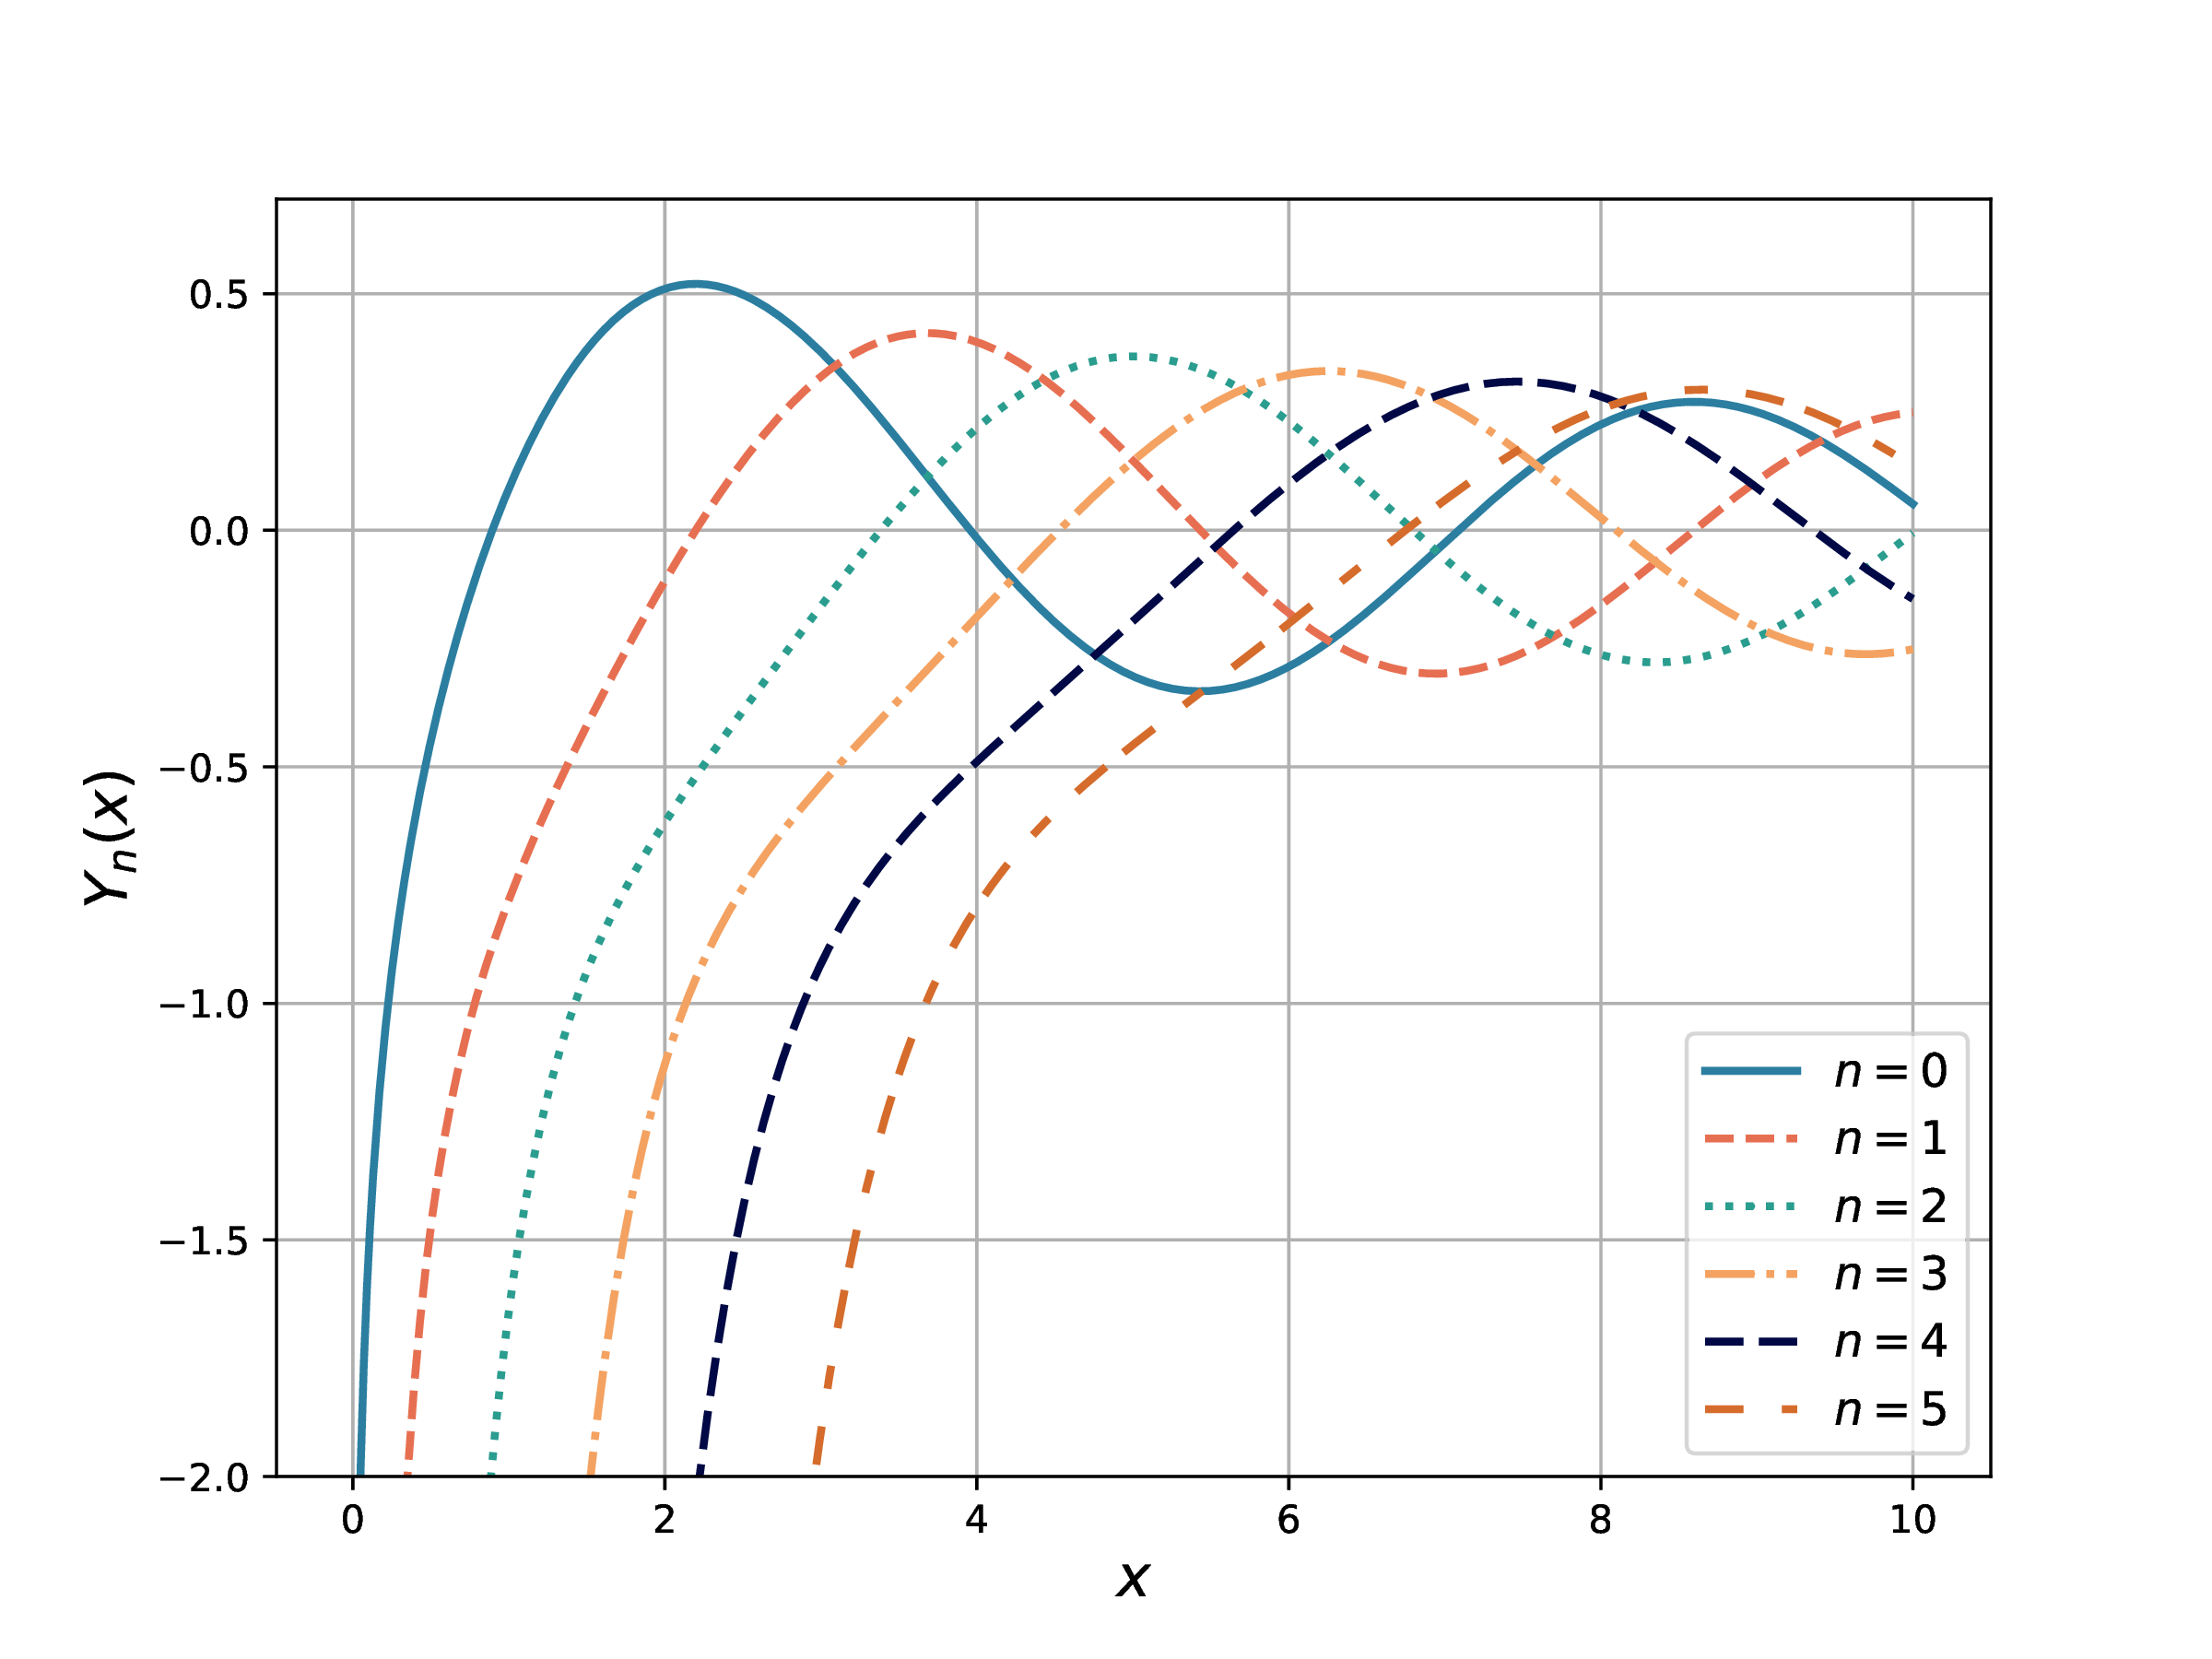 0.5
0.0
−0.5
−1.0
−1.5
−2.0
Yₙ(x)
0 2 4 6 8 10
x
n = 0
n = 1
n = 2
n = 3
n = 4
n = 5